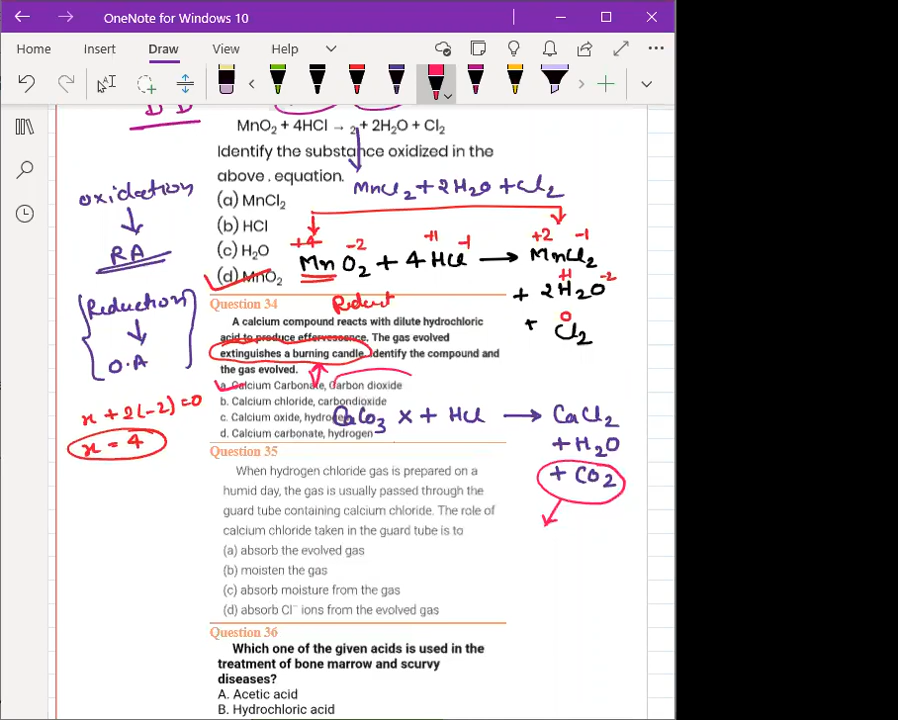 OneNote for Windows 10
Home Insert Draw View Help
MnO₂ + 4HCl → ₂ + 2H₂O + Cl₂
Identify the substance oxidized in the
above . equation.
MnCl₂ + 2H₂O + Cl₂
(a) MnCl₂
(b) HCl
(c) H₂O
(d) MnO₂
oxidation
RA
Reduction
O.A
x + 2(-2) = 0
x = 4
+4 -2 +1 -1 +2 -1
MnO₂ + 4HCl → MnCl₂
+1 -2
+ 2H₂O
0
+ Cl₂
Reduct
Question 34
A calcium compound reacts with dilute hydrochloric
acid to produce effervescence. The gas evolved
extinguishes a burning candle. Identify the compound and
the gas evolved.
a. Calcium Carbonate, Carbon dioxide
b. Calcium chloride, carbondioxide
c. Calcium oxide, hydrogen
d. Calcium carbonate, hydrogen
CaCO₃ x + HCl → CaCl₂
+ H₂O
+ CO₂
Question 35
When hydrogen chloride gas is prepared on a
humid day, the gas is usually passed through the
guard tube containing calcium chloride. The role of
calcium chloride taken in the guard tube is to
(a) absorb the evolved gas
(b) moisten the gas
(c) absorb moisture from the gas
(d) absorb Cl⁻ ions from the evolved gas
Question 36
Which one of the given acids is used in the
treatment of bone marrow and scurvy
diseases?
A. Acetic acid
B. Hydrochloric acid